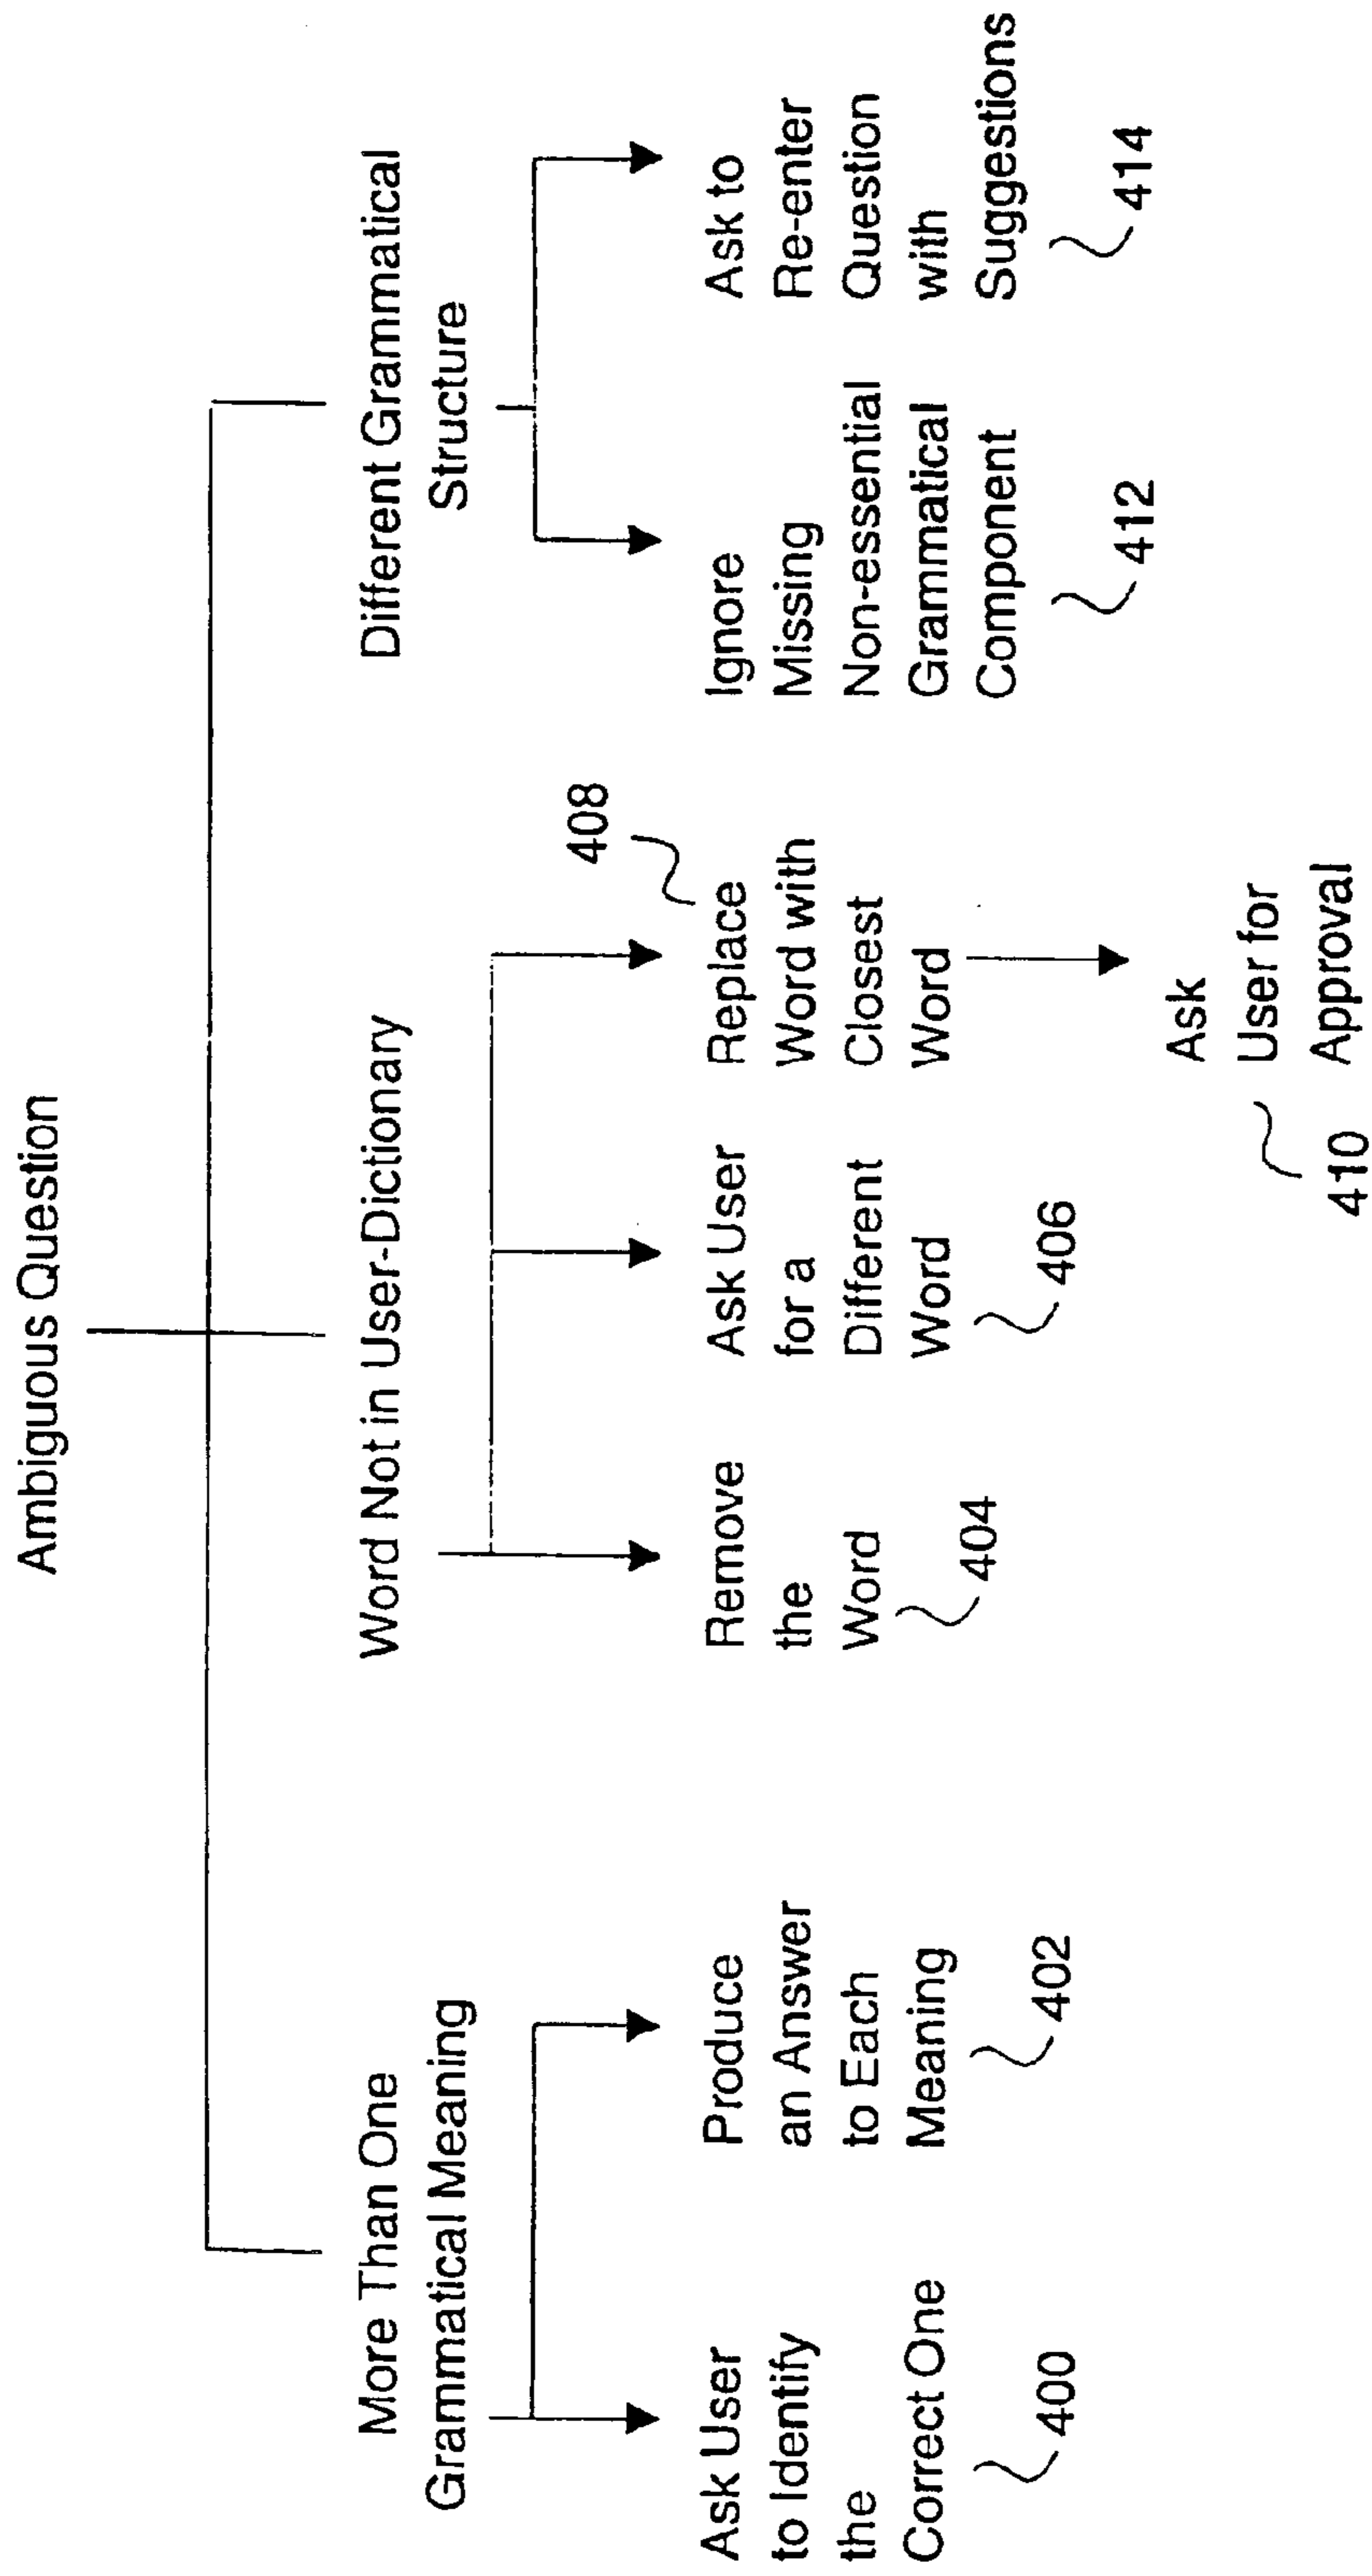 Ambiguous Question
More Than One
Grammatical Meaning
Ask User
to Identify
the
Correct One
400
Produce
an Answer
to Each
Meaning
402
Word Not in User-Dictionary
Remove
the
Word
404
Ask User
for a
Different
Word
406
408
Replace
Word with
Closest
Word
Ask
User for
Approval
410
Different Grammatical
Structure
Ignore
Missing
Non-essential
Grammatical
Component
412
Ask to
Re-enter
Question
with
Suggestions
414